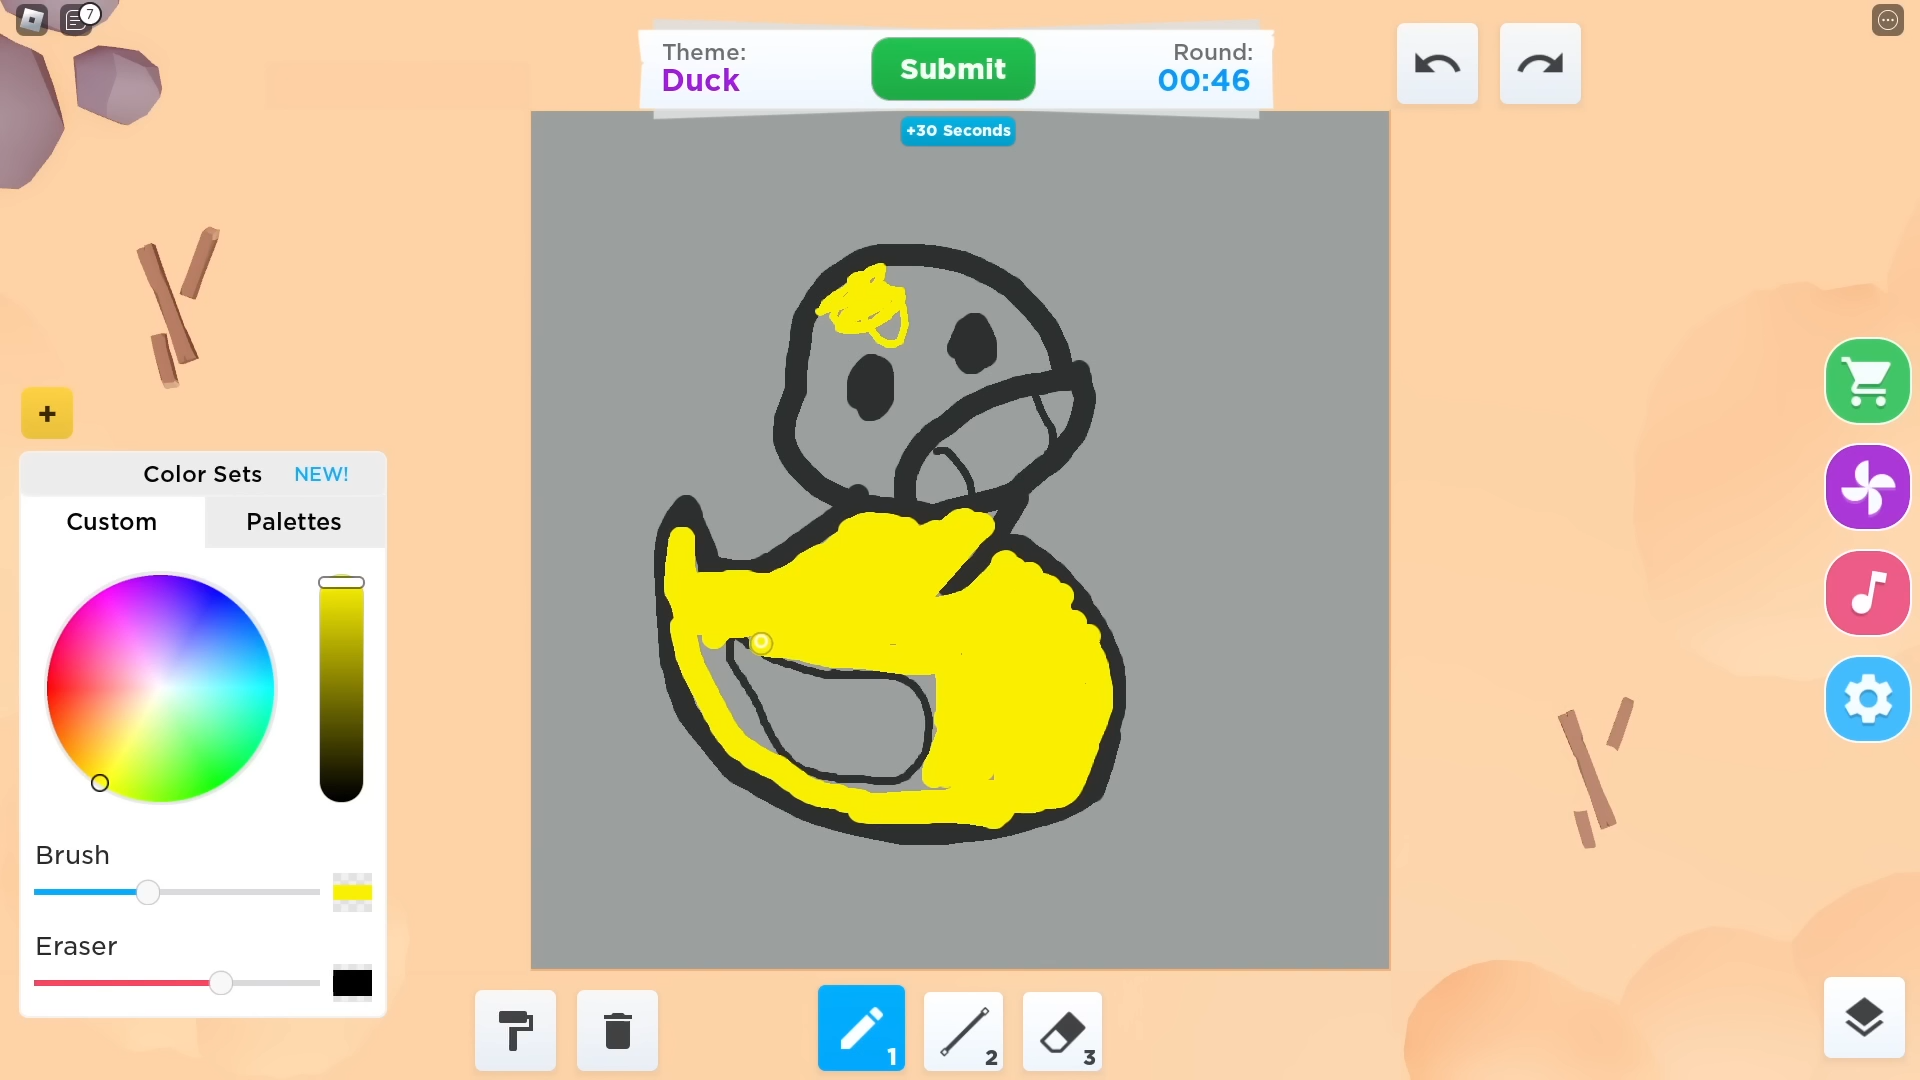 7
Theme:
Duck
Submit
Round:
00:46
+30 Seconds
+
Color Sets NEW!
Custom Palettes
Brush
Eraser
1
2
3